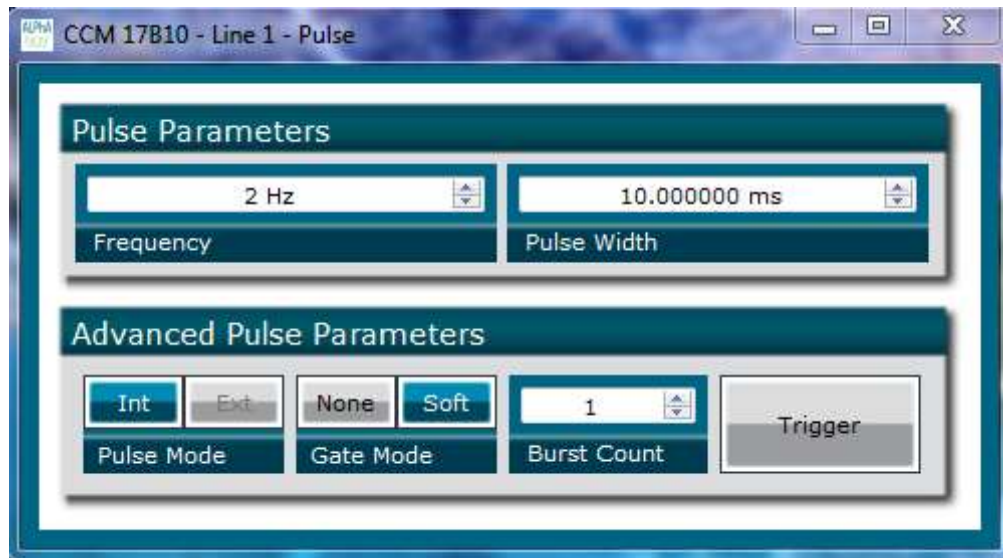 CCM 17B10 - Line 1 - Pulse
Pulse Parameters
2 Hz 10.000000 ms
Frequency Pulse Width
Advanced Pulse Parameters
Int Ext None Soft 1 Trigger
Pulse Mode Gate Mode Burst Count